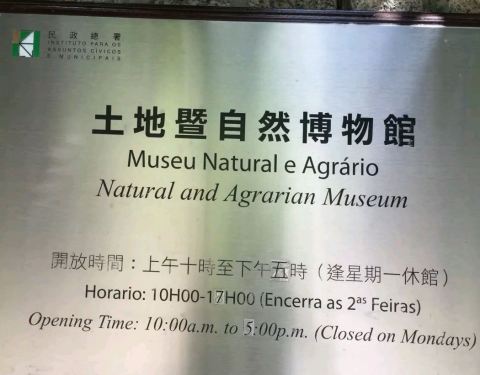 民政總署
INSTITUTO PARA OS
ASSUNTOS CÍVICOS
E MUNICIPAIS
土地暨自然博物館
Museu Natural e Agrário
Natural and Agrarian Museum
開放時間：上午十時至下午五時（逢星期一休館）
Horario: 10H00-17H00 (Encerra as 2ªˢ Feiras)
Opening Time: 10:00a.m. to 5:00p.m. (Closed on Mondays)